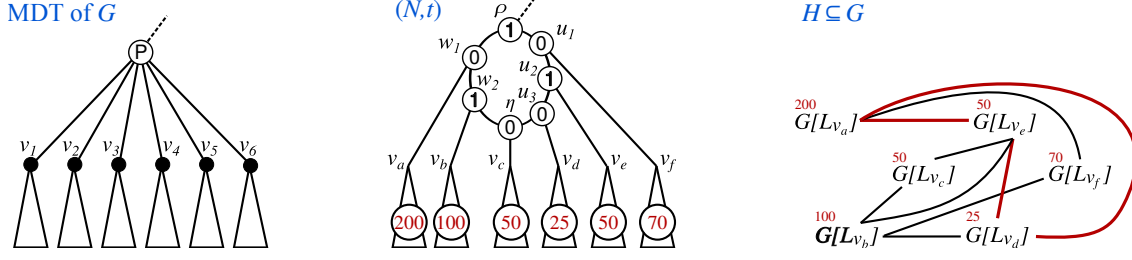 MDT of G
P
v1 v2 v3 v4 v5 v6
(N,t)
ρ
1
w1 0 0 u1
w2 1 1 u2
η 0 0 u3
va vb vc vd ve vf
200 100 50 25 50 70
H ⊆ G
200 50
G[Lva] G[Lve]
50 70
G[Lvc] G[Lvf]
100 25
G[Lvb] G[Lvd]